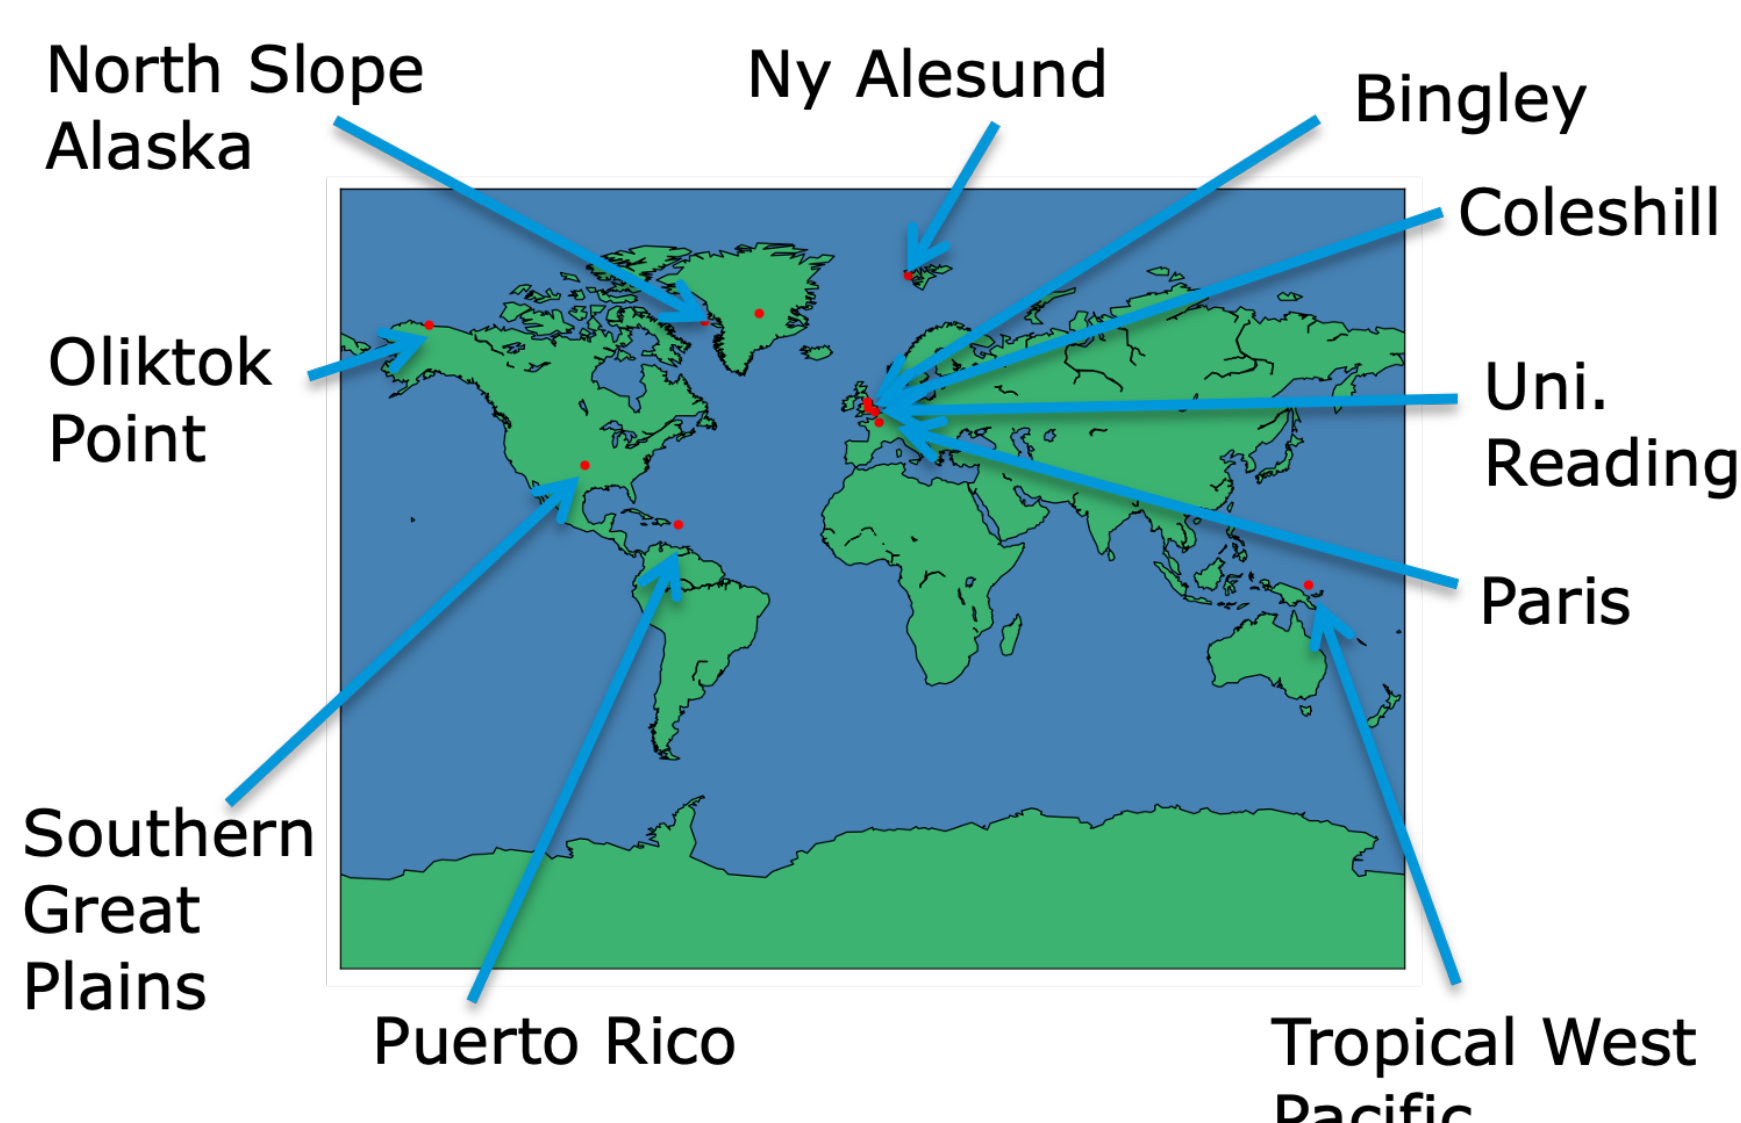 North Slope
Alaska
Ny Alesund
Bingley
Coleshill
Oliktok
Point
Uni.
Reading
Paris
Southern
Great
Plains
Puerto Rico
Tropical West
Pacific